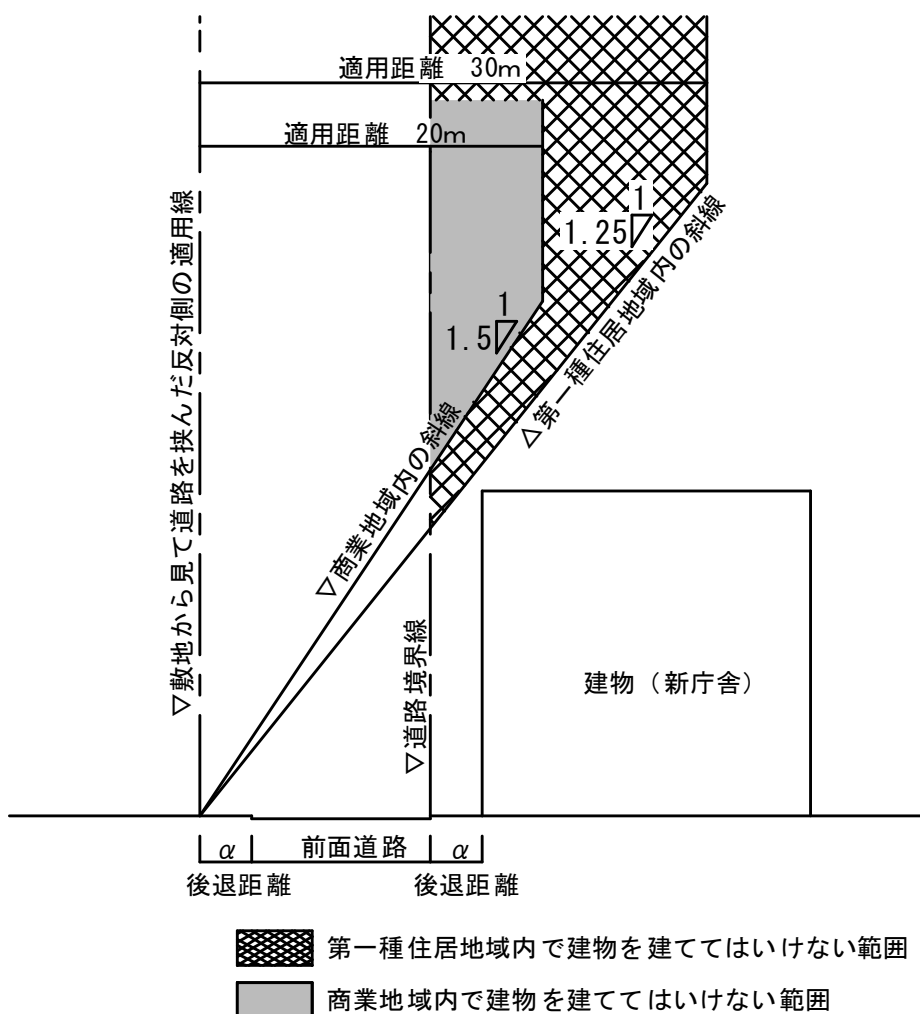 適用距離　30m
適用距離　20m
1
1.25
1
1.5
▽敷地から見て道路を挟んだ反対側の適用線
▽商業地域内の斜線
△第一種住居地域内の斜線
▽道路境界線
建物（新庁舎）
α
前面道路
α
後退距離
後退距離
第一種住居地域内で建物を建ててはいけない範囲
商業地域内で建物を建ててはいけない範囲